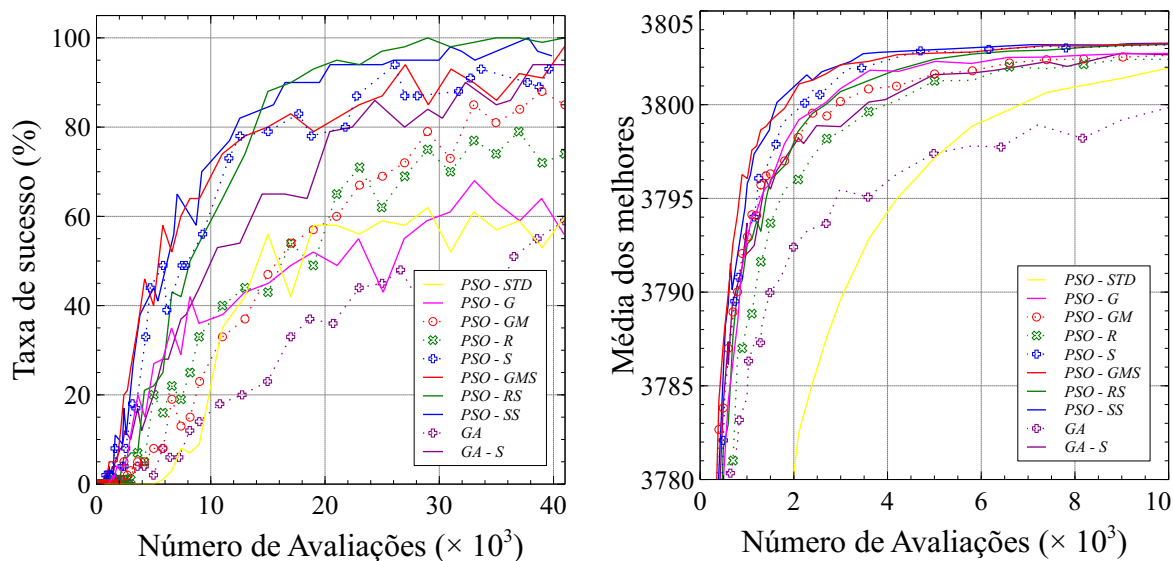 Taxa de sucesso (%)
100
80
60
40
20
0
0
10
20
30
40
Número de Avaliações (× 10³)
PSO - STD
PSO - G
PSO - GM
PSO - R
PSO - S
PSO - GMS
PSO - RS
PSO - SS
GA
GA - S
Média dos melhores
3805
3800
3795
3790
3785
3780
0
2
4
6
8
10
Número de Avaliações (× 10³)
PSO - STD
PSO - G
PSO - GM
PSO - R
PSO - S
PSO - GMS
PSO - RS
PSO - SS
GA
GA - S